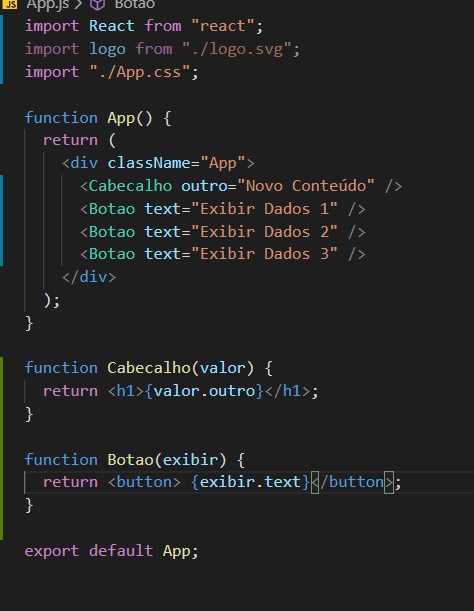 JS App.js > Botao
import React from "react";
import logo from "./logo.svg";
import "./App.css";
function App() {
return (
<div className="App">
<Cabecalho outro="Novo Conteúdo" />
<Botao text="Exibir Dados 1" />
<Botao text="Exibir Dados 2" />
<Botao text="Exibir Dados 3" />
</div>
);
}
function Cabecalho(valor) {
return <h1>{valor.outro}</h1>;
}
function Botao(exibir) {
return <button> {exibir.text}</button>;
}
export default App;